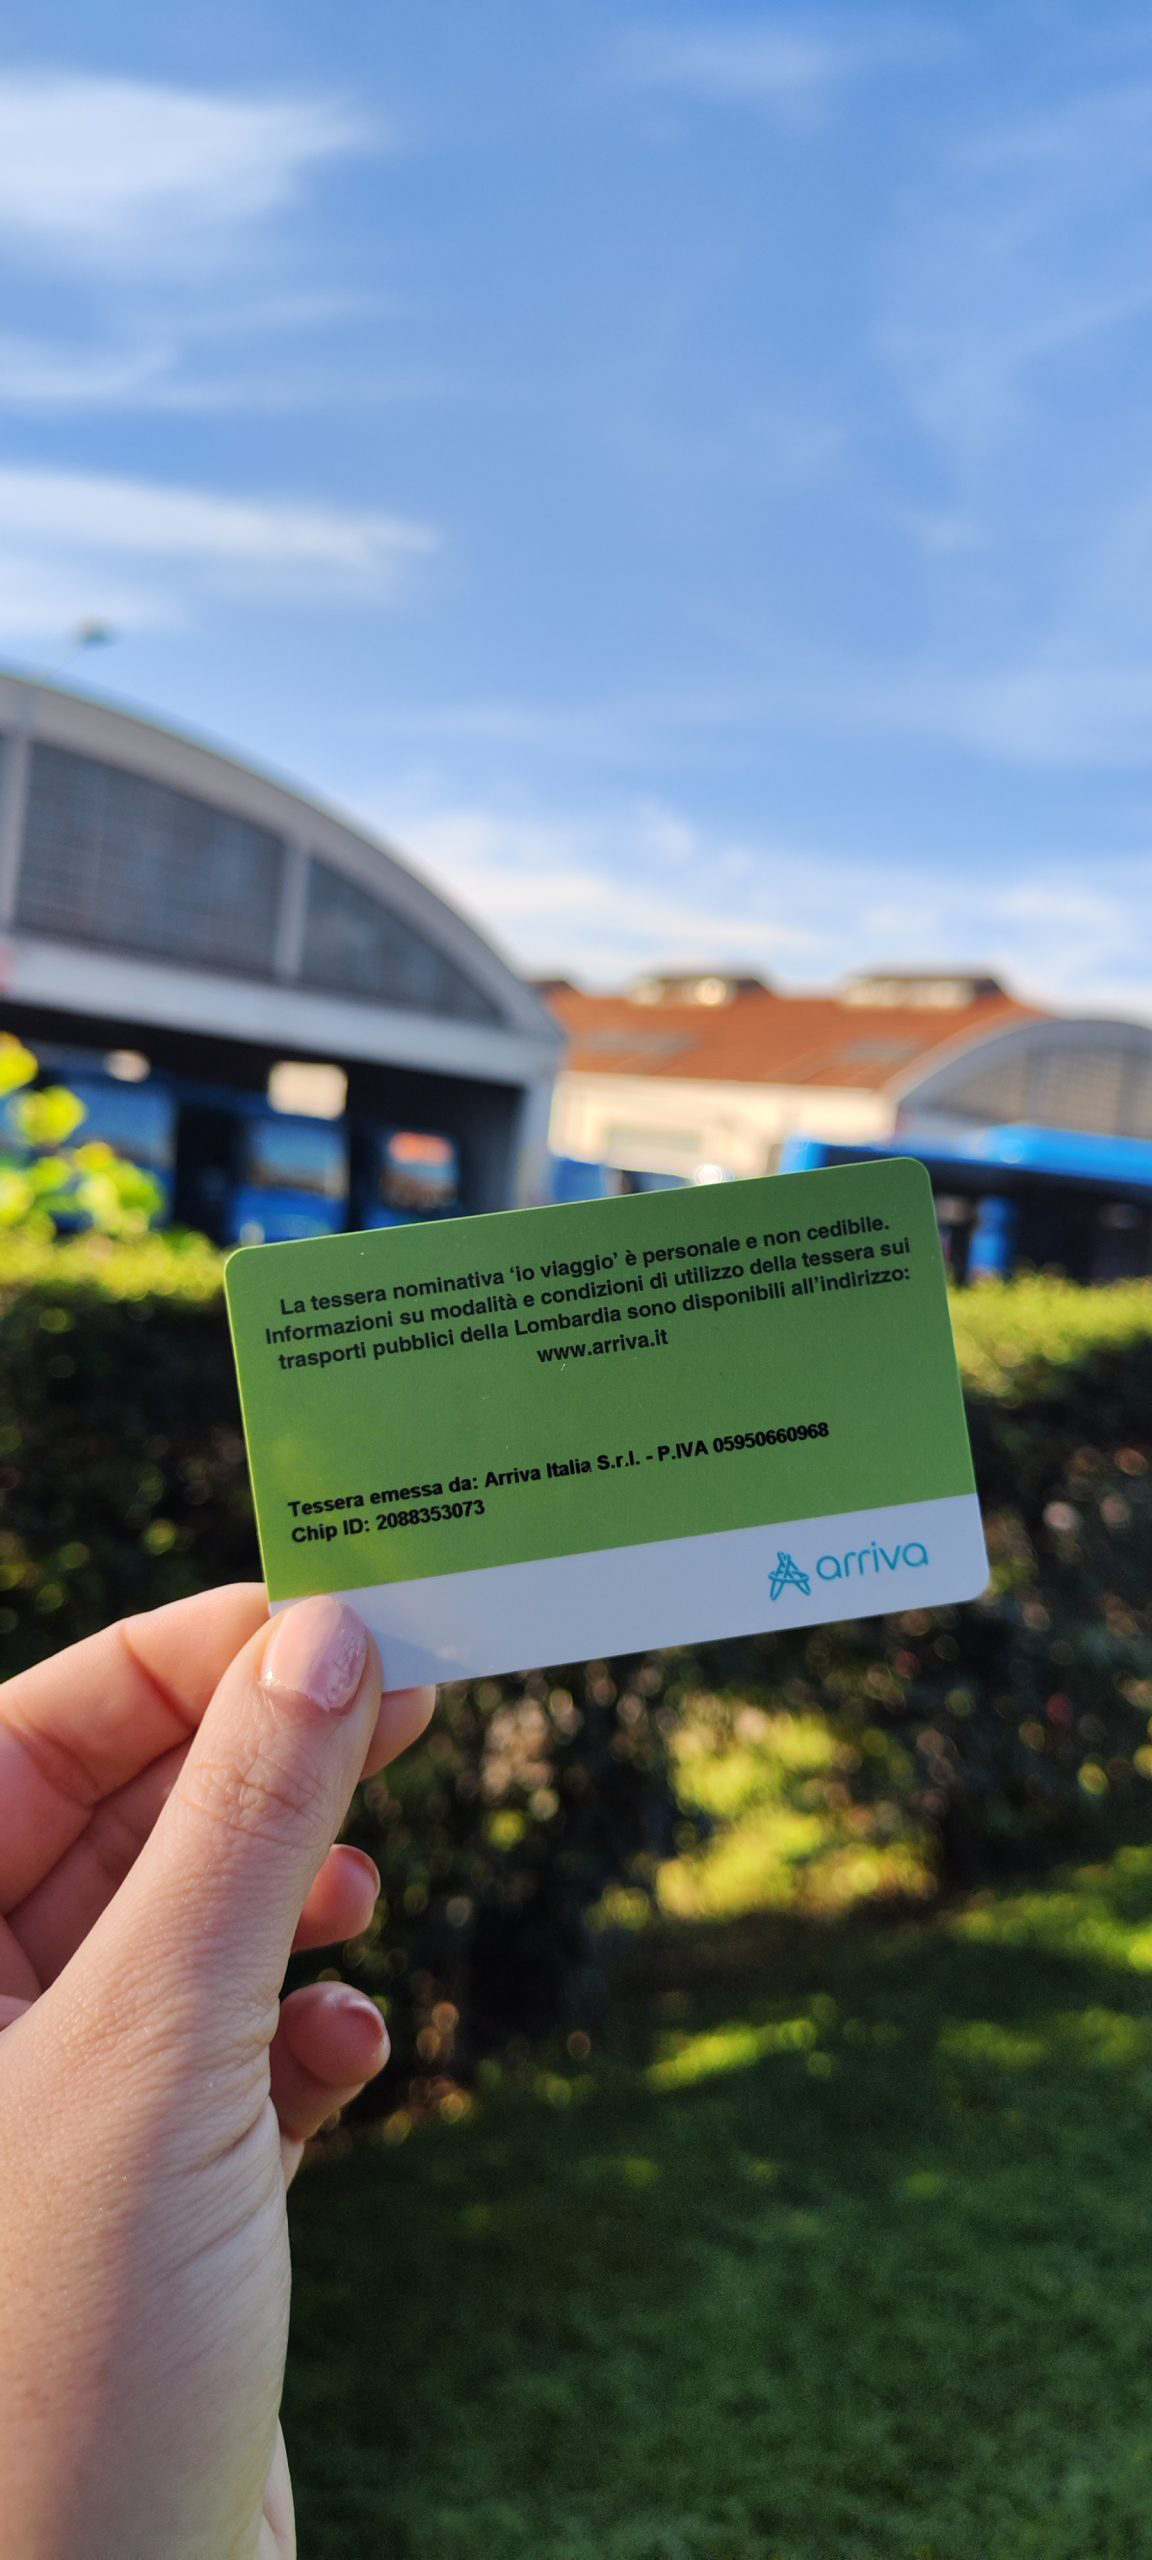 La tessera nominativa ‘io viaggio’ è personale e non cedibile.
Informazioni su modalità e condizioni di utilizzo della tessera sui
trasporti pubblici della Lombardia sono disponibili all’indirizzo:
www.arriva.it
Tessera emessa da: Arriva Italia S.r.l. - P.IVA 05950660968
Chip ID: 2088353073
arriva